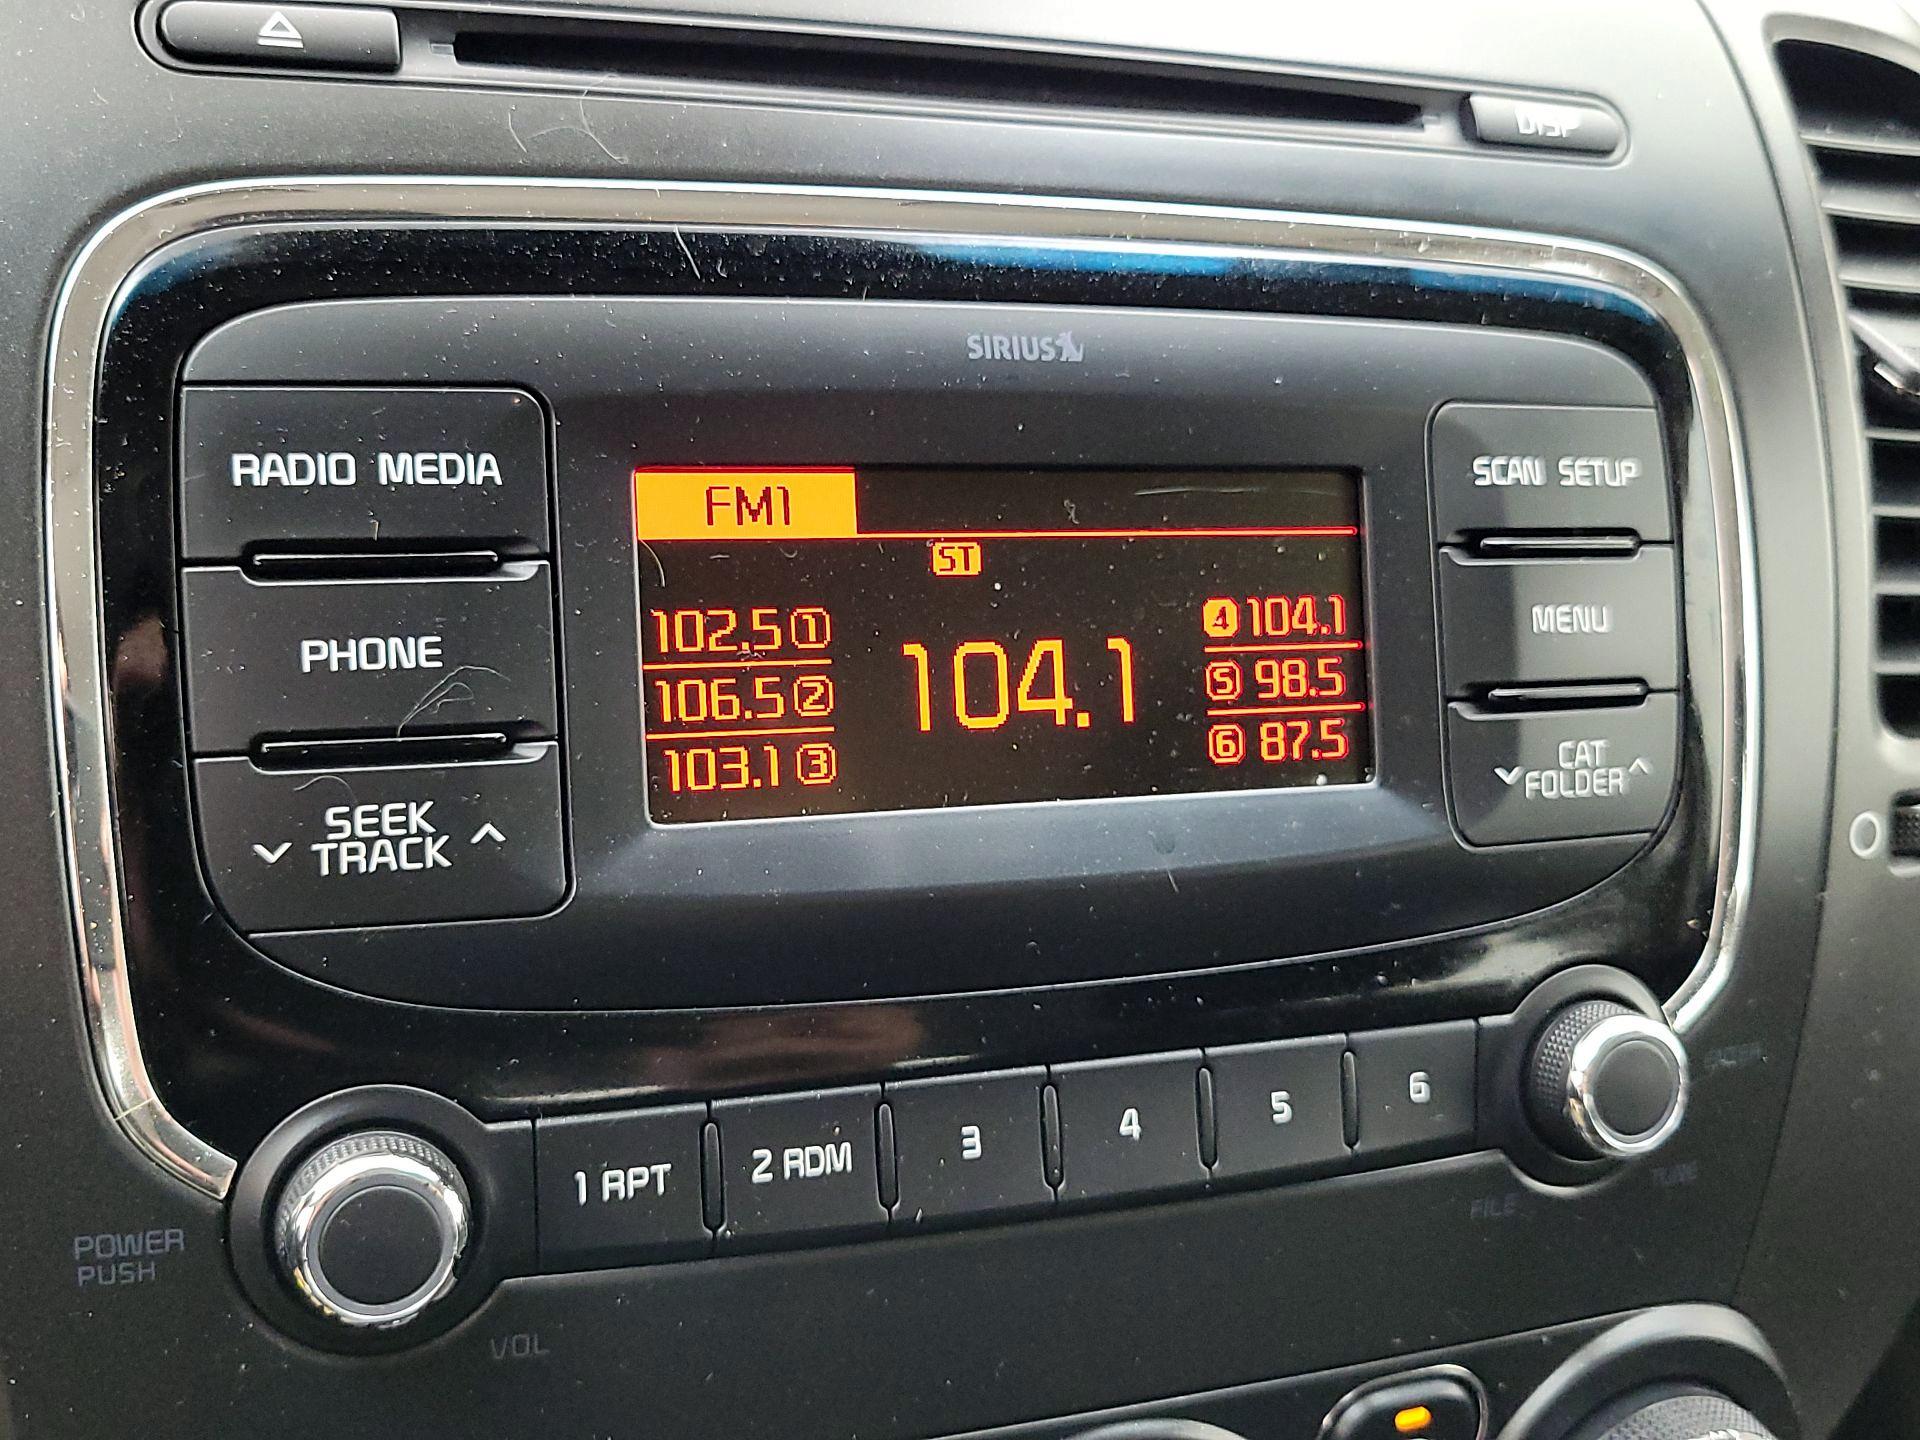 DISP
SIRIUS
RADIO MEDIA
PHONE
SEEK
TRACK
FM1
ST
102.5 1
106.5 2
103.1 3
104.1
4 104.1
5 98.5
6 87.5
SCAN SETUP
MENU
CAT
FOLDER
1 RPT
2 RDM
3
4
5
6
POWER
PUSH
VOL
FILE
TUNE